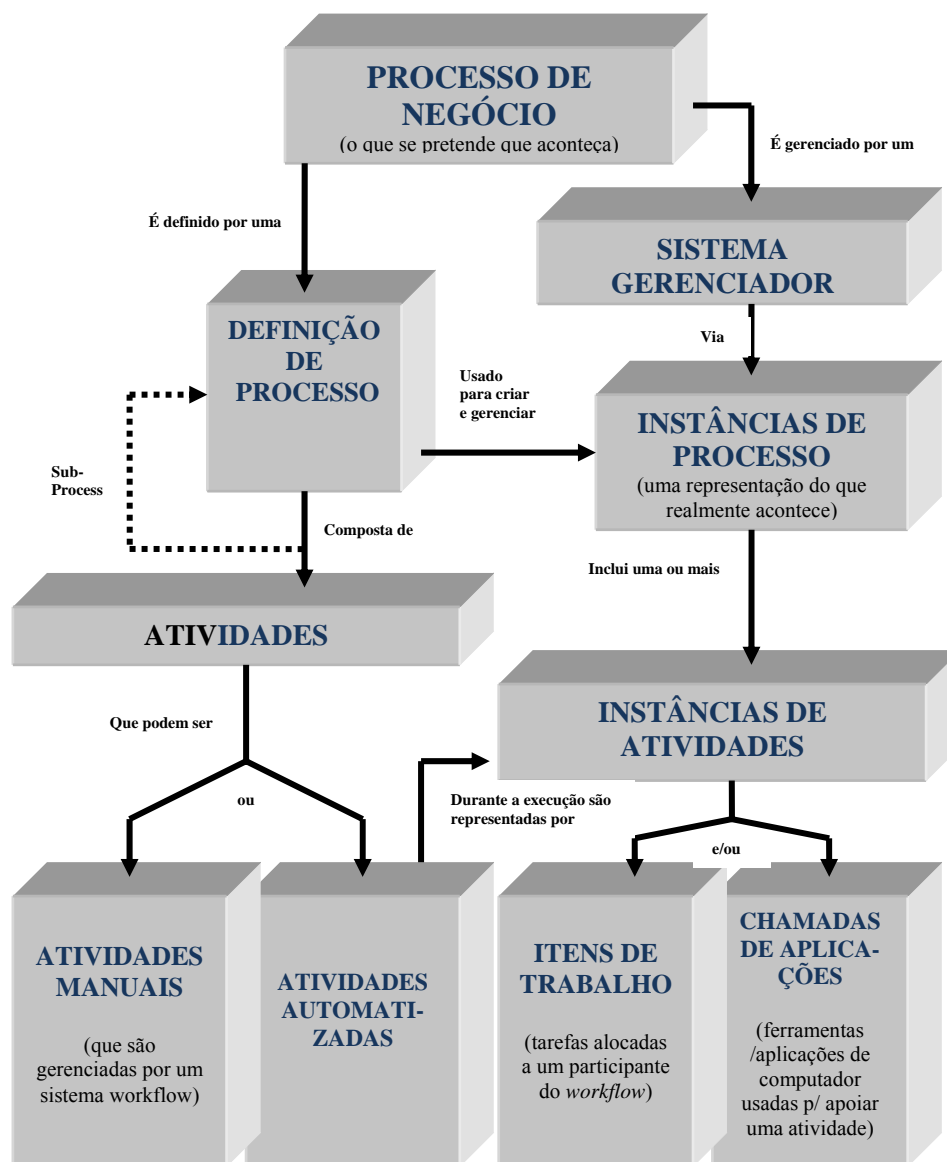 PROCESSO DE
NEGÓCIO
(o que se pretende que aconteça)
É gerenciado por um
É definido por uma
SISTEMA
GERENCIADOR
DEFINIÇÃO
DE
PROCESSO
Via
Usado
para criar
e gerenciar
INSTÂNCIAS DE
PROCESSO
(uma representação do que
realmente acontece)
Sub-
Process
Composta de
Inclui uma ou mais
ATIVIDADES
INSTÂNCIAS DE
ATIVIDADES
Que podem ser
ou
Durante a execução são
representadas por
e/ou
ATIVIDADES
MANUAIS
(que são
gerenciadas por um
sistema workflow)
ATIVIDADES
AUTOMATI-
ZADAS
ITENS DE
TRABALHO
(tarefas alocadas
a um participante
do workflow)
CHAMADAS
DE APLICA-
ÇÕES
(ferramentas
/aplicações de
computador
usadas p/ apoiar
uma atividade)